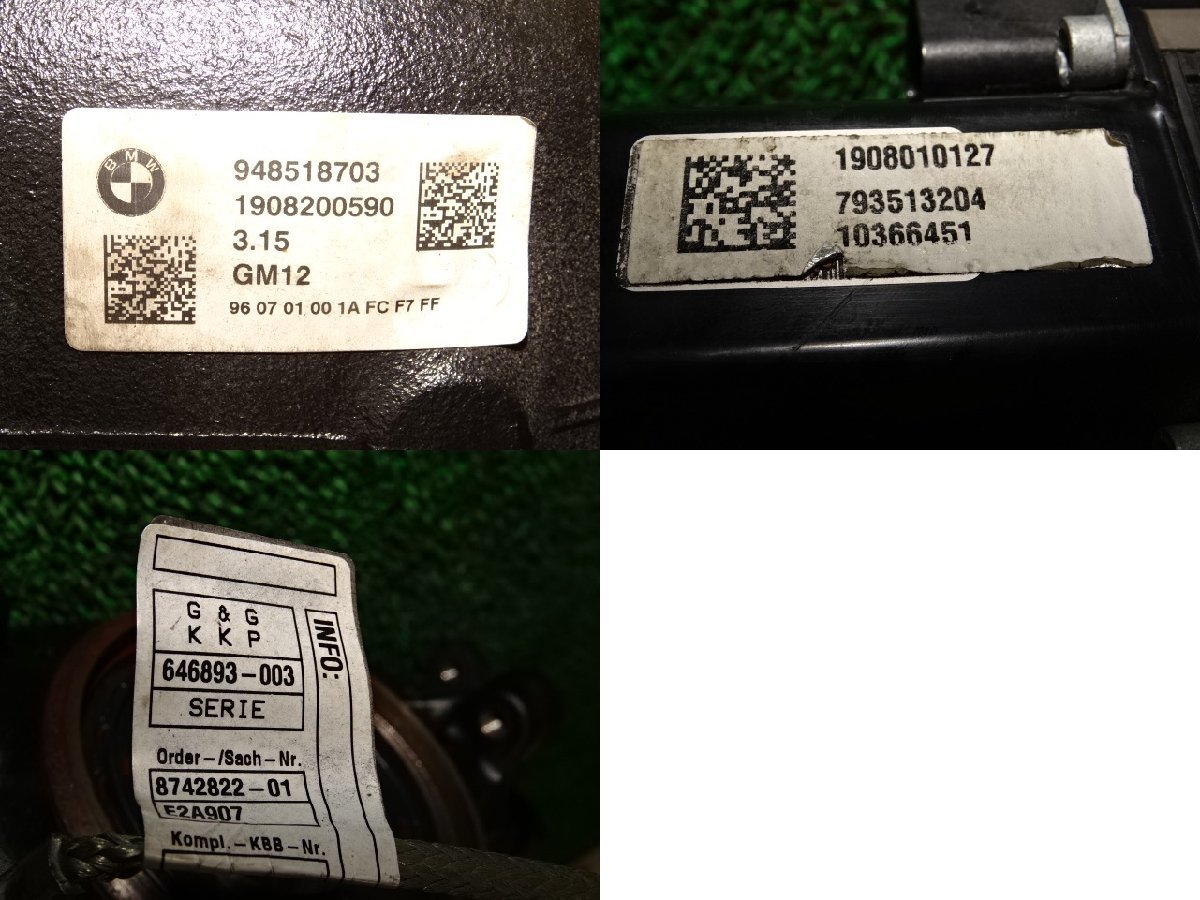 BMW
948518703
1908200590
3.15
GM12
96 07 01 00 1A FC F7 FF
1908010127
793513204
10366451
G & G
K K P
646893-003
SERIE
INFO:
Order-/Sach-Nr.
8742822-01
E2A907
Kompl.-KBB-Nr.